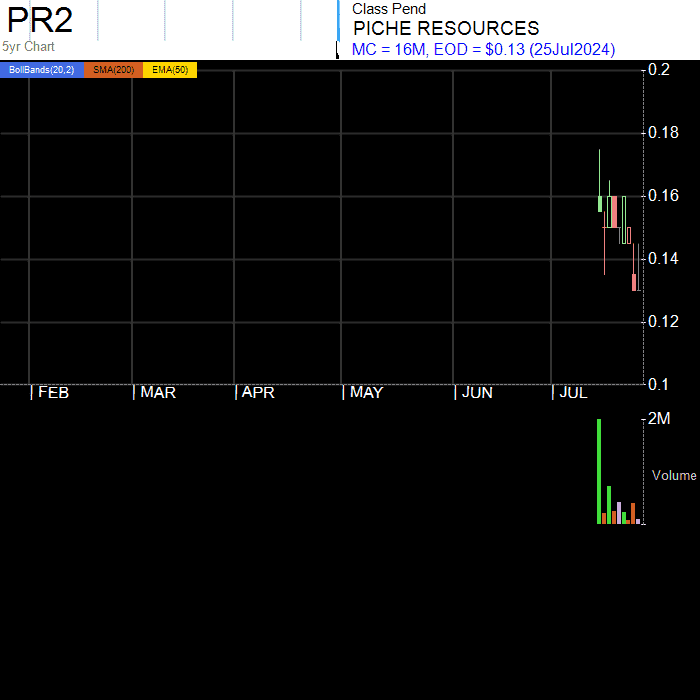 PR2
5yr Chart
Class Pend
PICHE RESOURCES
MC = 16M, EOD = $0.13 (25Jul2024)
BollBands(20,2) SMA(200) EMA(50)
0.2
0.18
0.16
0.14
0.12
0.1
| FEB | MAR | APR | MAY | JUN | JUL
2M
Volume